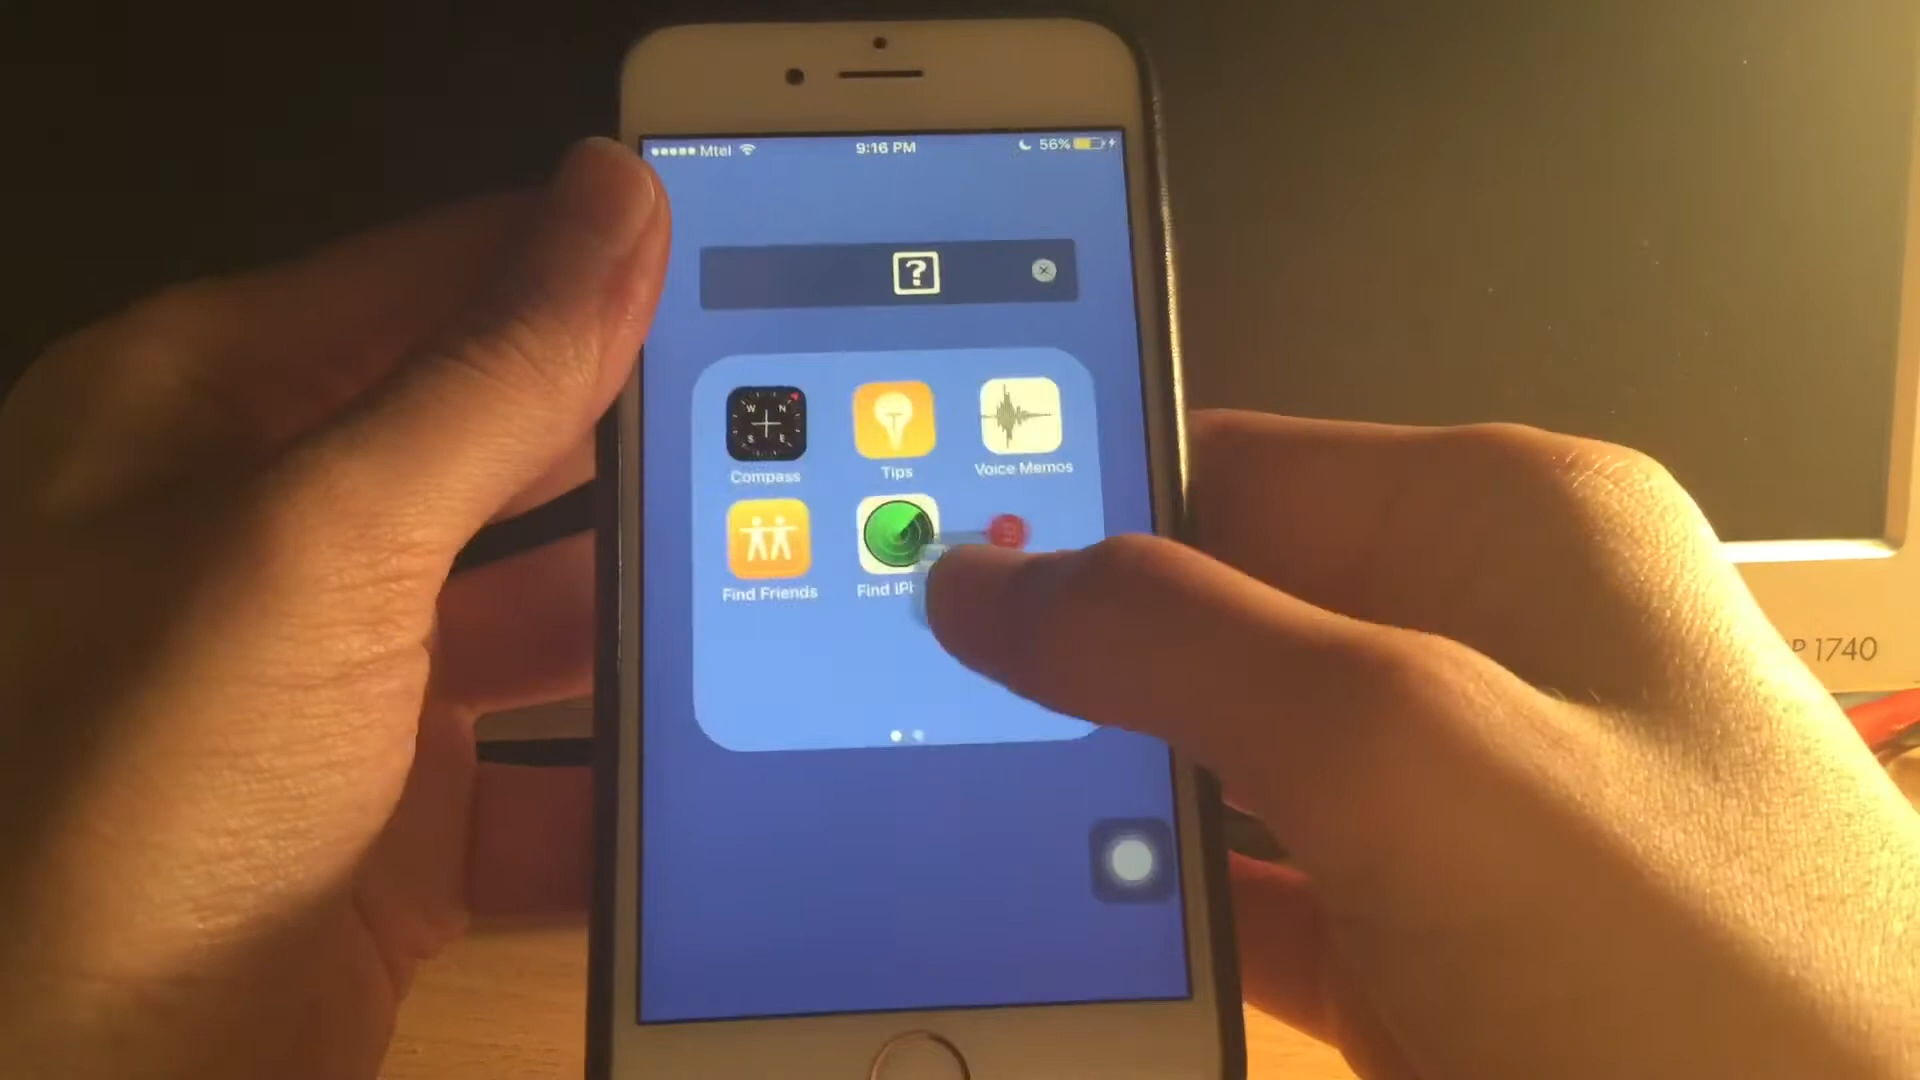 Mtel 9:16 PM 56%
?
W N
S E
Compass Tips Voice Memos
Find Friends Find iPh
P 1740